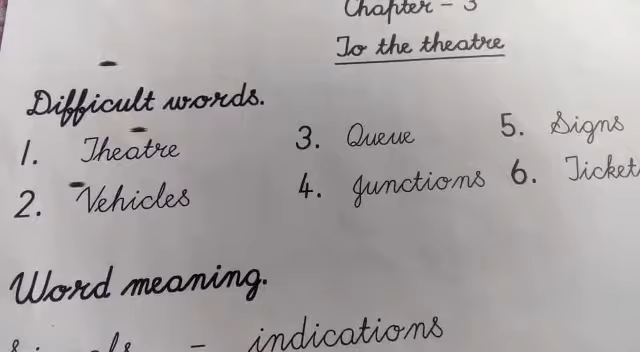 Chapter - 3
To the theatre
Difficult words.
1. Theatre 3. Queue 5. Signs
2. Vehicles 4. junctions 6. Ticket
Word meaning.
- indications